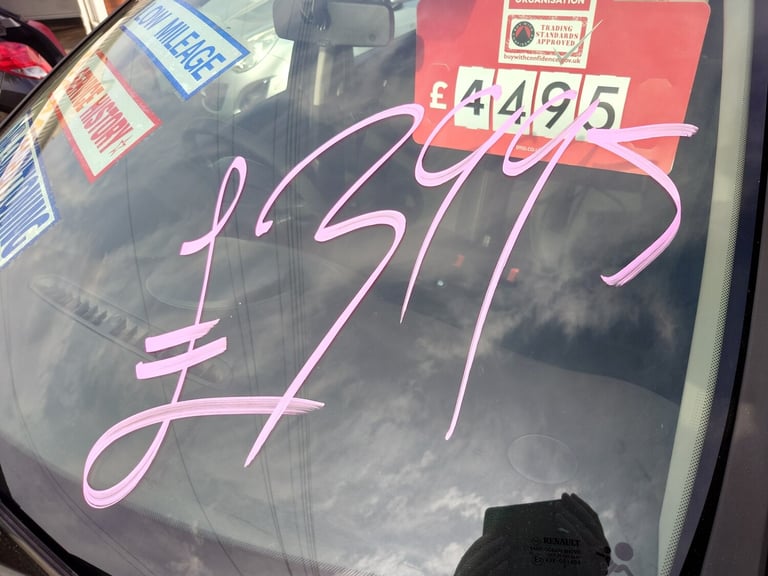 LOW MILEAGE
SERVICE HISTORY
ORGANISATION
TRADING
STANDARDS
APPROVED
buywithconfidence.gov.uk
£4495
£3995
RENAULT